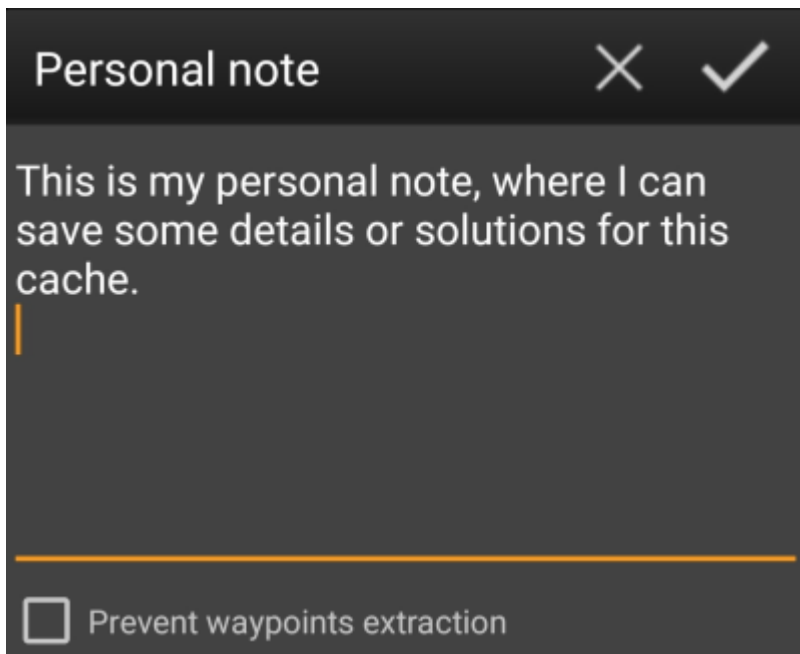 Personal note
This is my personal note, where I can
save some details or solutions for this
cache.
Prevent waypoints extraction